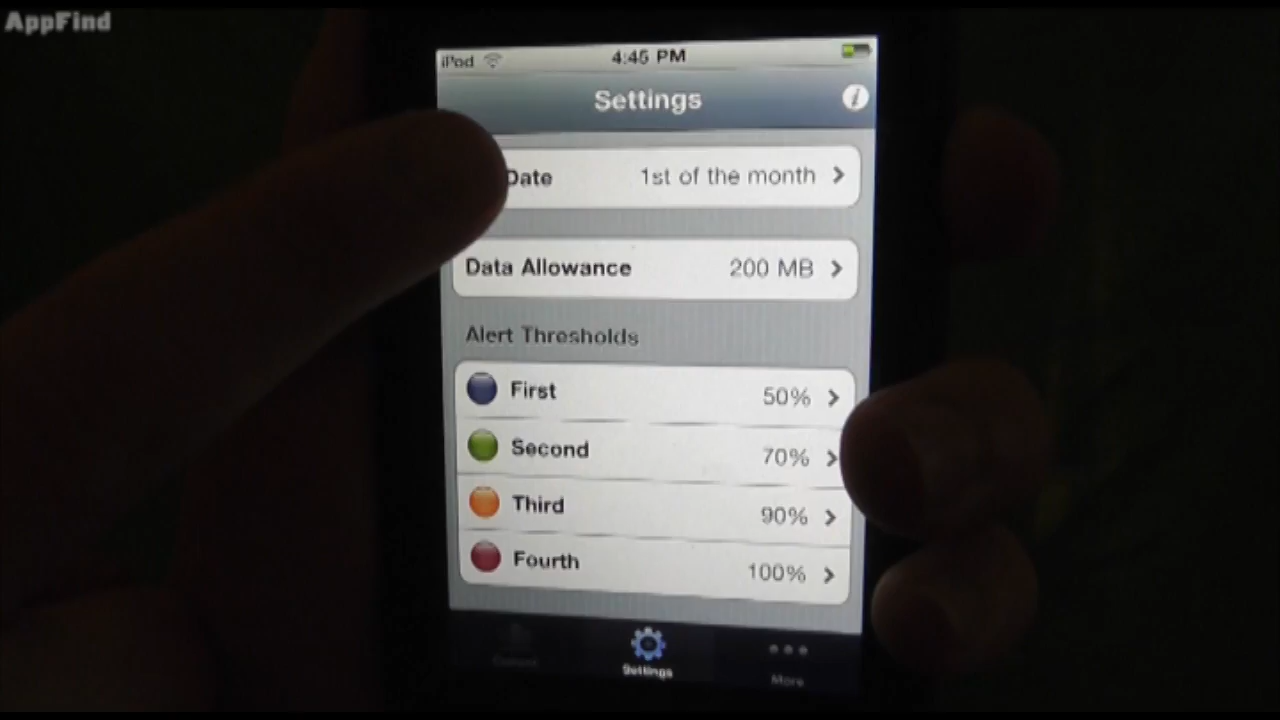 AppFind
iPod 4:45 PM
Settings
Date 1st of the month
Data Allowance 200 MB
Alert Thresholds
First 50%
Second 70%
Third 90%
Fourth 100%
Settings
More